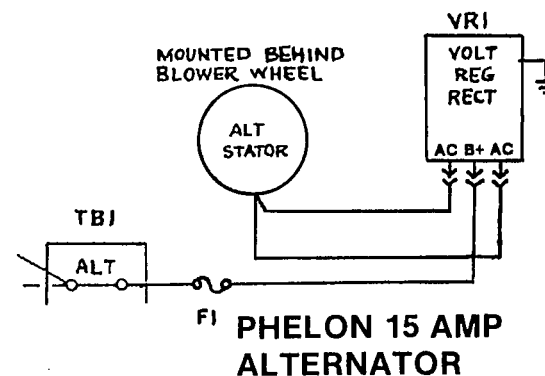 VR1
MOUNTED BEHIND
BLOWER WHEEL
VOLT
REG
RECT
ALT
STATOR
AC B+ AC
TB1
ALT
F1
PHELON 15 AMP
ALTERNATOR